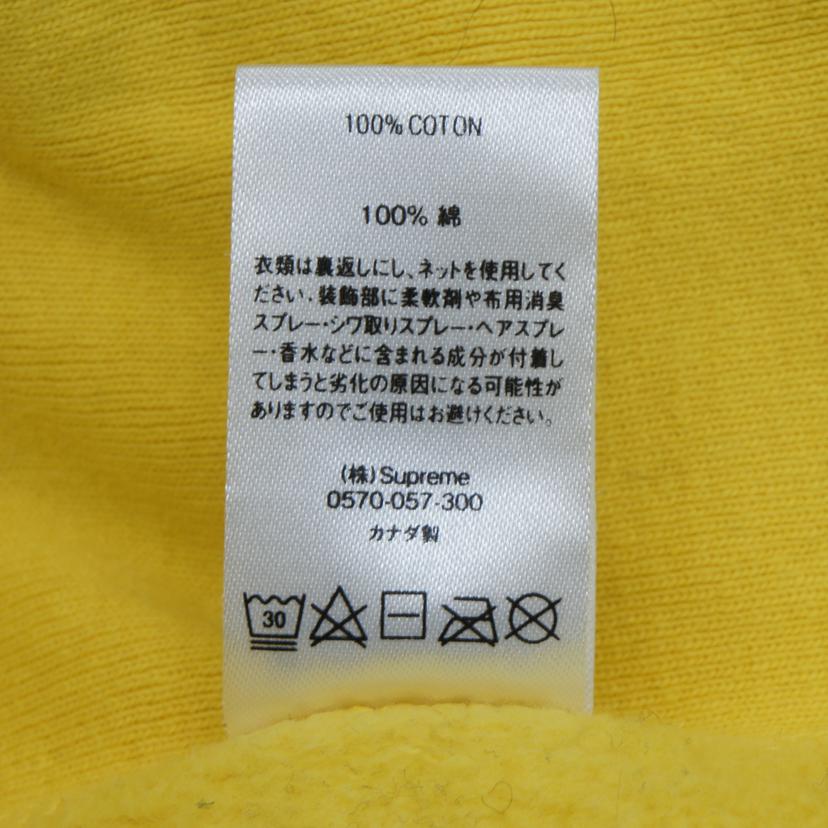 100% COTON
100% 綿
衣類は裏返しにし、ネットを使用してく
ださい。装飾部に柔軟剤や布用消臭
スプレー・シワ取りスプレー・ヘアスプレ
ー・香水などに含まれる成分が付着し
てしまうと劣化の原因になる可能性が
ありますのでご使用はお避けください。
(株)Supreme
0570-057-300
カナダ製
30